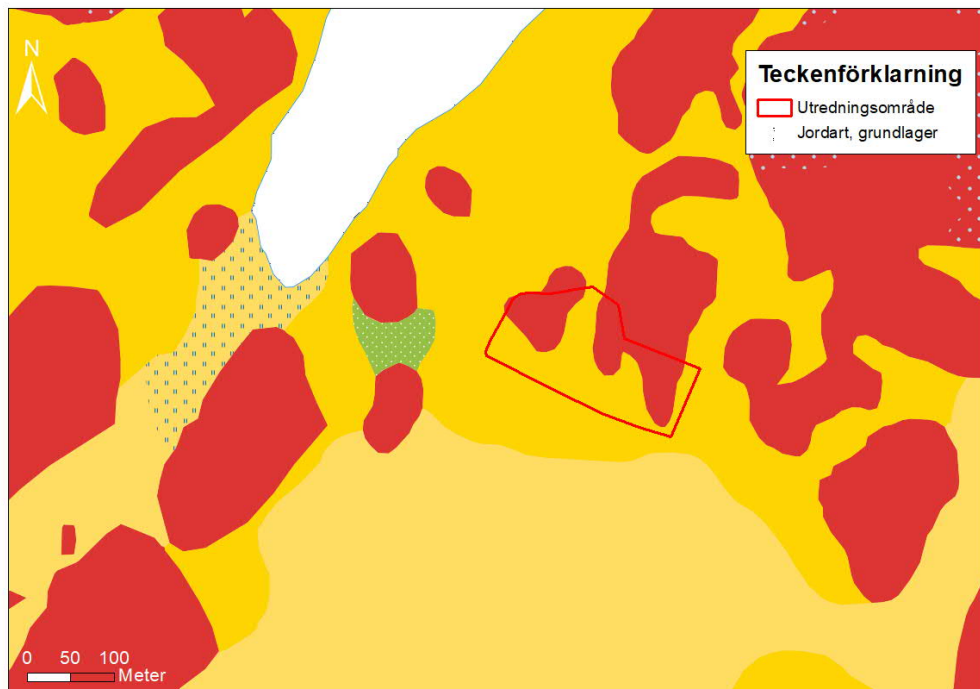 N
Teckenförklarning
Utredningsområde
Jordart, grundlager
0 50 100
Meter